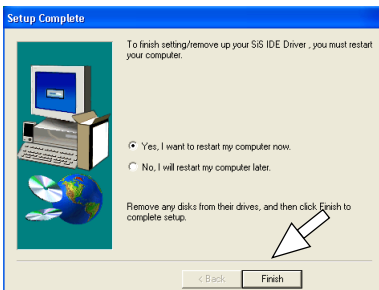 Setup Complete
To finish setting/remove up your SiS IDE Driver , you must restart
your computer.
Yes, I want to restart my computer now.
No, I will restart my computer later.
Remove any disks from their drives, and then click Finish to
complete setup.
< Back
Finish